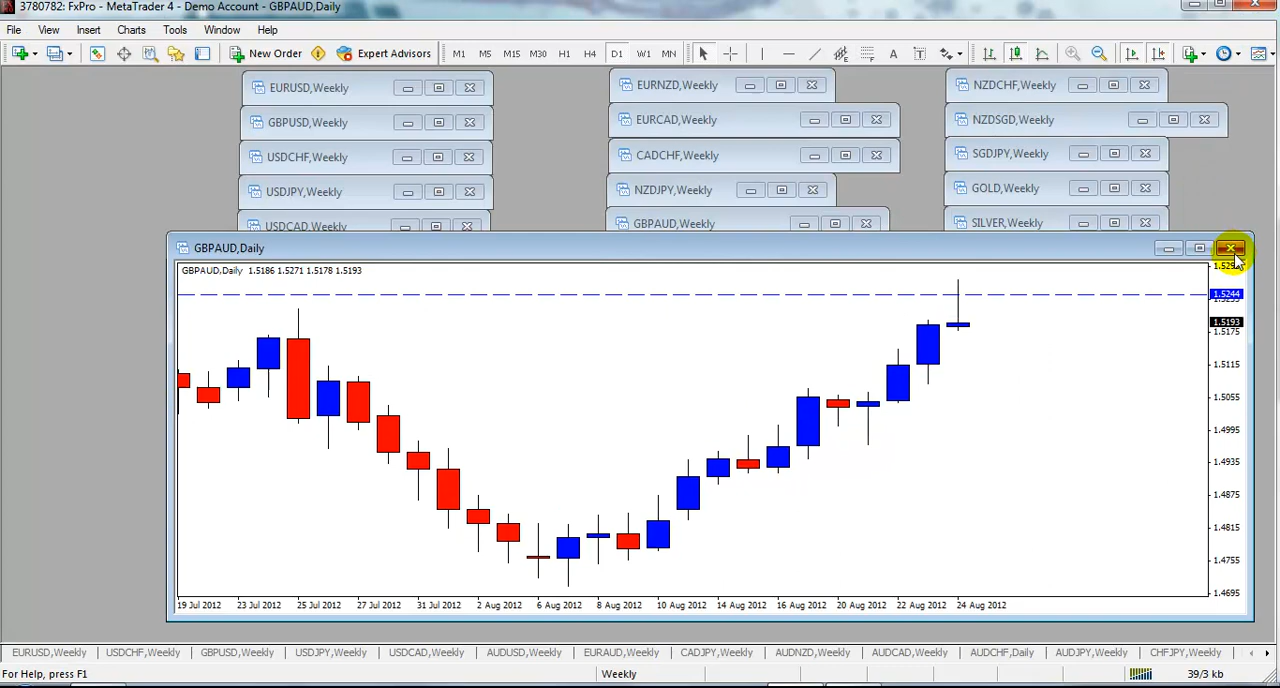 3780782: FxPro - MetaTrader 4 - Demo Account - GBPAUD,Daily
File View Insert Charts Tools Window Help
New Order Expert Advisors M1 M5 M15 M30 H1 H4 D1 W1 MN A T
EURUSD,Weekly EURNZD,Weekly NZDCHF,Weekly
GBPUSD,Weekly EURCAD,Weekly NZDSGD,Weekly
USDCHF,Weekly CADCHF,Weekly SGDJPY,Weekly
USDJPY,Weekly NZDJPY,Weekly GOLD,Weekly
USDCAD,Weekly GBPAUD,Weekly SILVER,Weekly
GBPAUD,Daily
GBPAUD,Daily 1.5186 1.5271 1.5178 1.5193
1.5244
1.5193
1.5175
1.5115
1.5055
1.4995
1.4935
1.4875
1.4815
1.4755
1.4695
19 Jul 2012 23 Jul 2012 25 Jul 2012 27 Jul 2012 31 Jul 2012 2 Aug 2012 6 Aug 2012 8 Aug 2012 10 Aug 2012 14 Aug 2012 16 Aug 2012 20 Aug 2012 22 Aug 2012 24 Aug 2012
EURUSD,Weekly USDCHF,Weekly GBPUSD,Weekly USDJPY,Weekly USDCAD,Weekly AUDUSD,Weekly EURAUD,Weekly CADJPY,Weekly AUDNZD,Weekly AUDCAD,Weekly AUDCHF,Daily AUDJPY,Weekly CHFJPY,Weekly
For Help, press F1 Weekly 39/3 kb